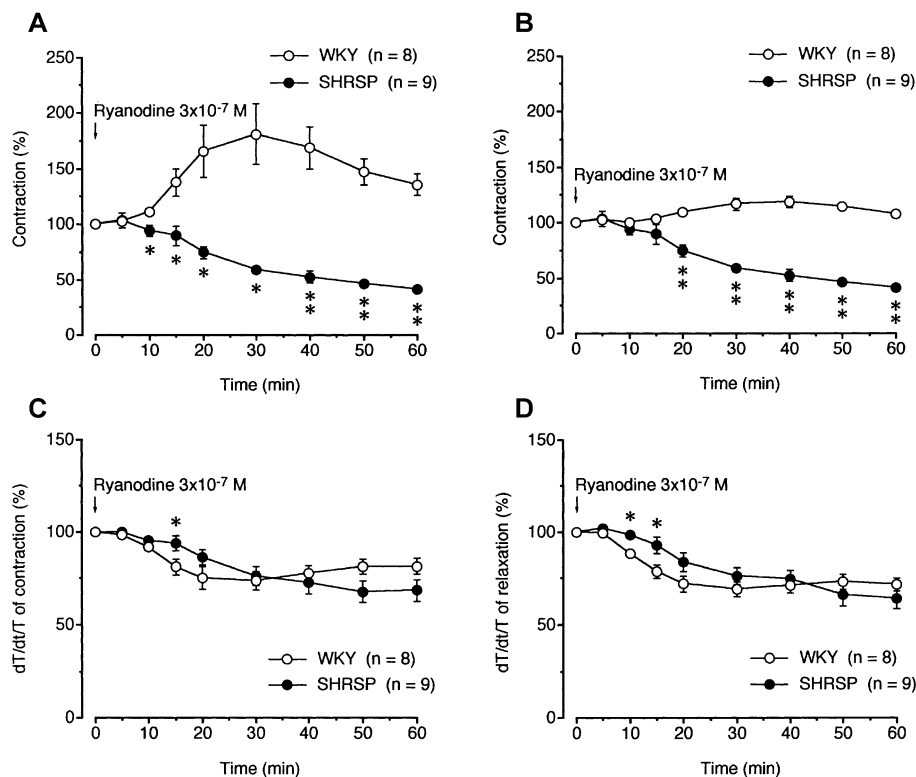 A
WKY (n = 8)
SHRSP (n = 9)
250
200
150
100
50
0
Contraction (%)
Ryanodine 3x10-7 M
*
*
*
*
*
*
*
*
*
*
0 10 20 30 40 50 60
Time (min)
B
WKY (n = 8)
SHRSP (n = 9)
250
200
150
100
50
0
Contraction (%)
Ryanodine 3x10-7 M
*
*
*
*
*
*
*
*
*
*
0 10 20 30 40 50 60
Time (min)
C
150
100
50
0
dT/dt/T of contraction (%)
Ryanodine 3x10-7 M
*
WKY (n = 8)
SHRSP (n = 9)
0 10 20 30 40 50 60
Time (min)
D
150
100
50
0
dT/dt/T of relaxation (%)
Ryanodine 3x10-7 M
* *
WKY (n = 8)
SHRSP (n = 9)
0 10 20 30 40 50 60
Time (min)